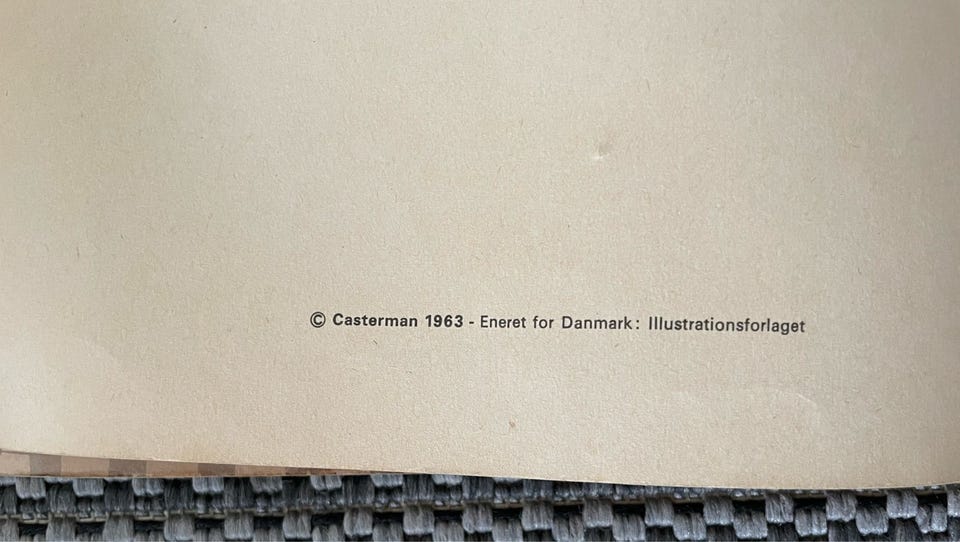 © Casterman 1963 - Eneret for Danmark: Illustrationsforlaget